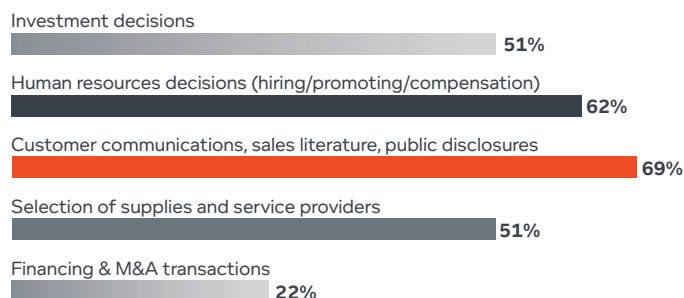 Investment decisions
51%
Human resources decisions (hiring/promoting/compensation)
62%
Customer communications, sales literature, public disclosures
69%
Selection of supplies and service providers
51%
Financing & M&A transactions
22%